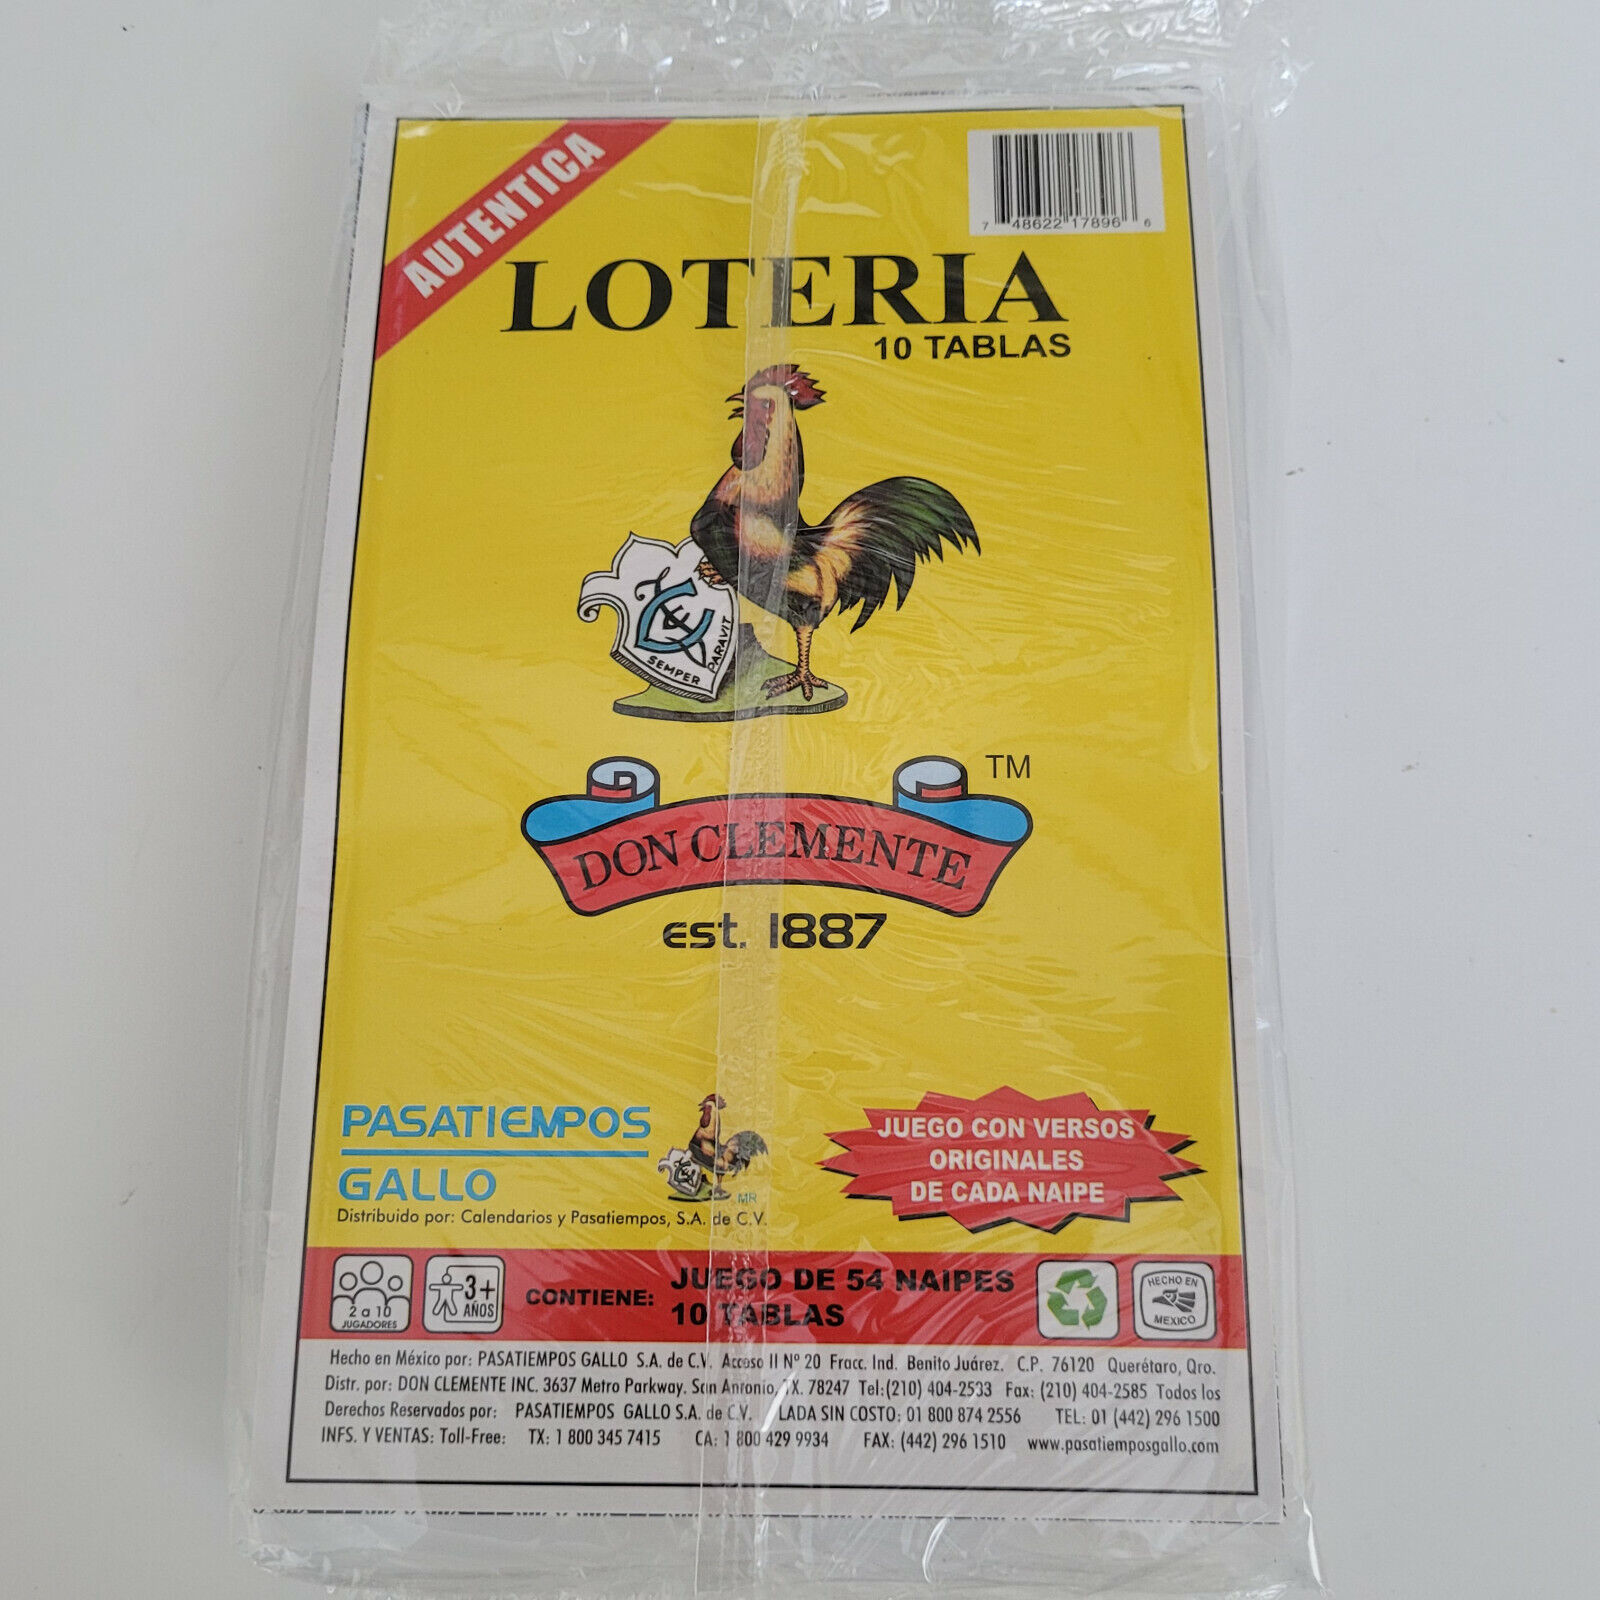 AUTENTICA
7 48622 17896 6
LOTERIA
10 TABLAS
SEMPER PARAVIT
TM
DON CLEMENTE
est. 1887
PASATIEMPOS
GALLO
MR
Distribuido por: Calendarios y Pasatiempos, S.A. de C.V.
JUEGO CON VERSOS
ORIGINALES
DE CADA NAIPE
2 a 10
JUGADORES
3+
AÑOS
CONTIENE:
JUEGO DE 54 NAIPES
10 TABLAS
HECHO EN
MEXICO
Hecho en México por: PASATIEMPOS GALLO S.A. de C.V. Acceso II Nº 20 Fracc. Ind. Benito Juárez. C.P. 76120 Querétaro, Qro.
Distr. por: DON CLEMENTE INC. 3637 Metro Parkway. San Antonio, TX. 78247 Tel:(210) 404-2533 Fax: (210) 404-2585 Todos los
Derechos Reservados por: PASATIEMPOS GALLO S.A. de C.V. LADA SIN COSTO: 01 800 874 2556 TEL: 01 (442) 296 1500
INFS. Y VENTAS: Toll-Free: TX: 1 800 345 7415 CA: 1 800 429 9934 FAX: (442) 296 1510 www.pasatiemposgallo.com